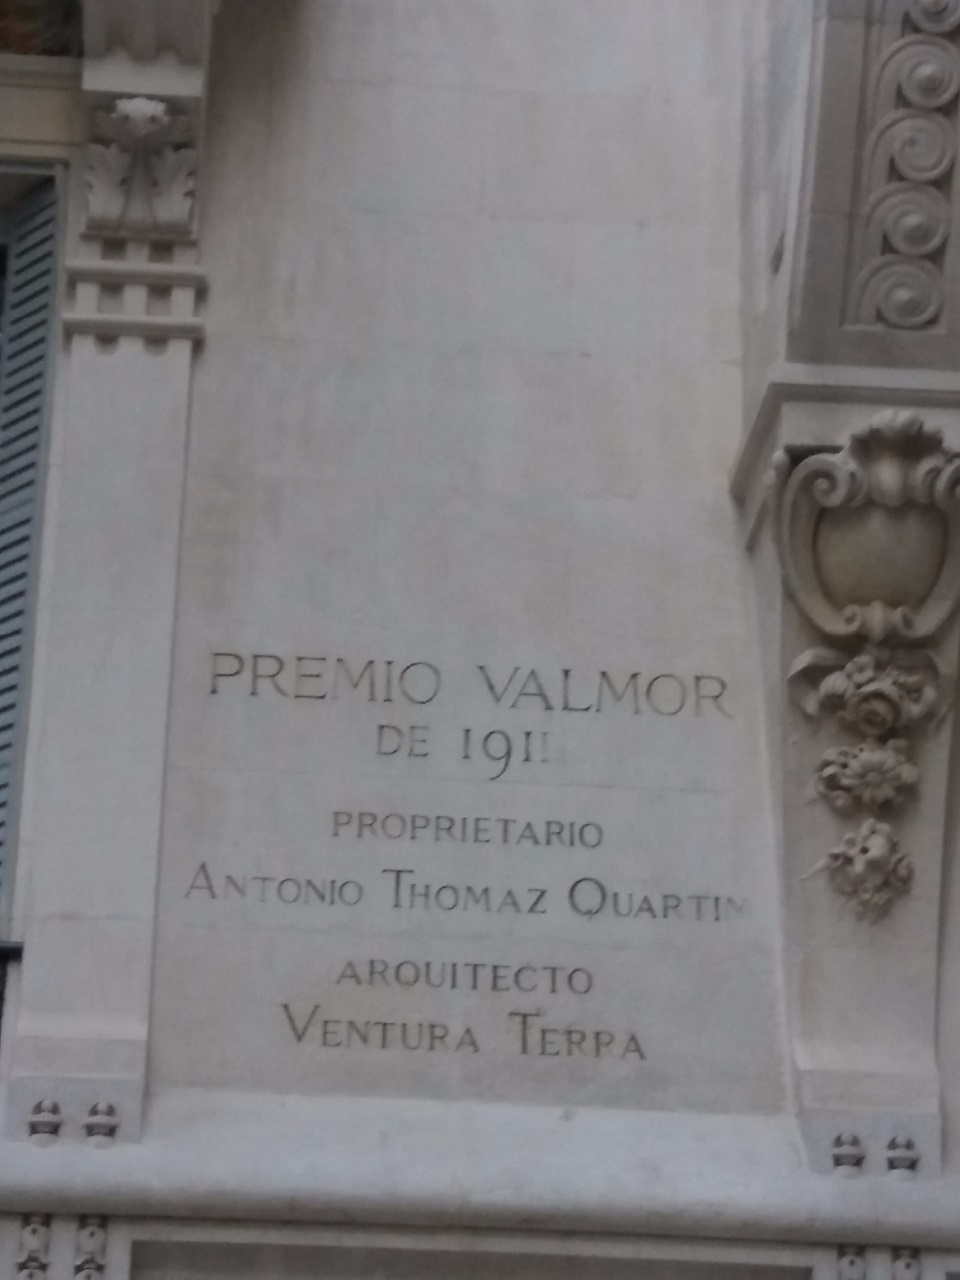 PREMIO VALMOR
DE 1911
PROPRIETARIO
ANTONIO THOMAZ QUARTIN
ARQUITECTO
VENTURA TERRA